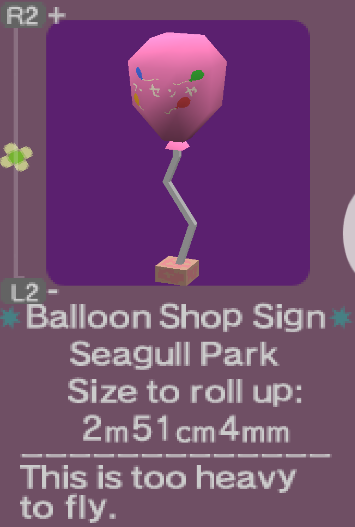 R2 +
L2 -
Balloon Shop Sign
Seagull Park
Size to roll up:
2m51cm4mm
This is too heavy
to fly.